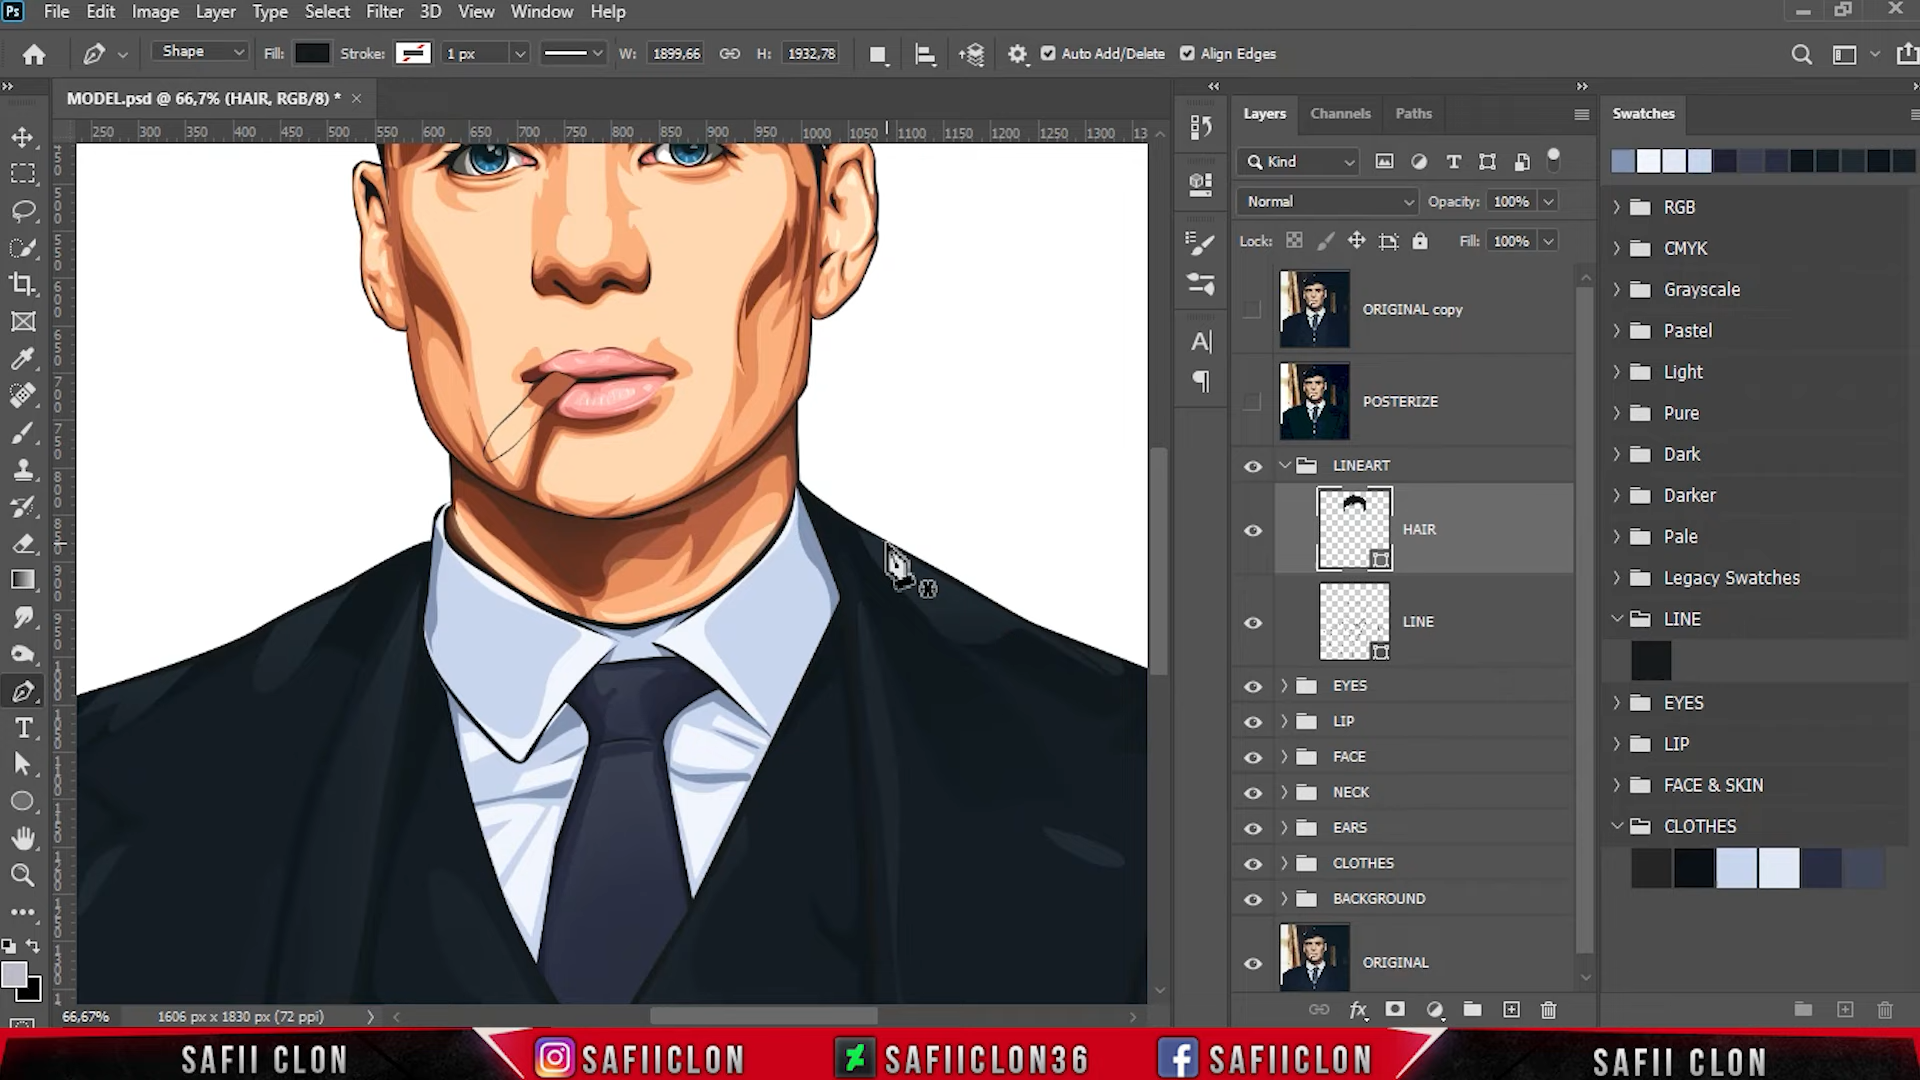 Ps File Edit Image Layer Type Select Filter 3D View Window Help
Shape Fill: Stroke: 1 px W: 1899,66 H: 1932,78 Auto Add/Delete Align Edges
MODEL.psd @ 66,7% (HAIR, RGB/8) * ×
250 300 350 400 450 500 550 600 650 700 750 800 850 900 950 1000 1050 1100 1150 1200 1250 1300 13
Layers Channels Paths
Kind
Normal Opacity: 100%
Lock: Fill: 100%
ORIGINAL copy
POSTERIZE
LINEART
HAIR
LINE
EYES
LIP
FACE
NECK
EARS
CLOTHES
BACKGROUND
ORIGINAL
fx
Swatches
RGB
CMYK
Grayscale
Pastel
Light
Pure
Dark
Darker
Pale
Legacy Swatches
LINE
EYES
LIP
FACE & SKIN
CLOTHES
66,67% 1606 px x 1830 px (72 ppi)
SAFII CLON SAFIICLON SAFIICLON36 SAFIICLON SAFII CLON